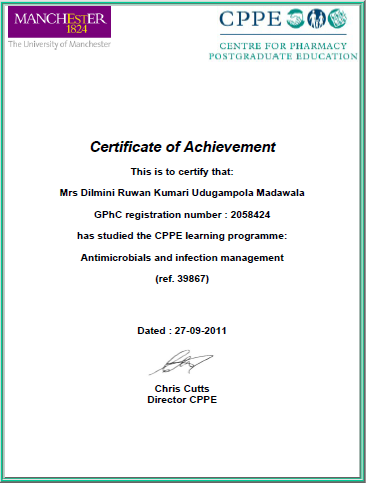 MANCHESTER
1824
The University of Manchester
CPPE
CENTRE FOR PHARMACY
POSTGRADUATE EDUCATION
Certificate of Achievement
This is to certify that:
Mrs Dilmini Ruwan Kumari Udugampola Madawala
GPhC registration number : 2058424
has studied the CPPE learning programme:
Antimicrobials and infection management
(ref. 39867)
Dated : 27-09-2011
Chris Cutts
Director CPPE